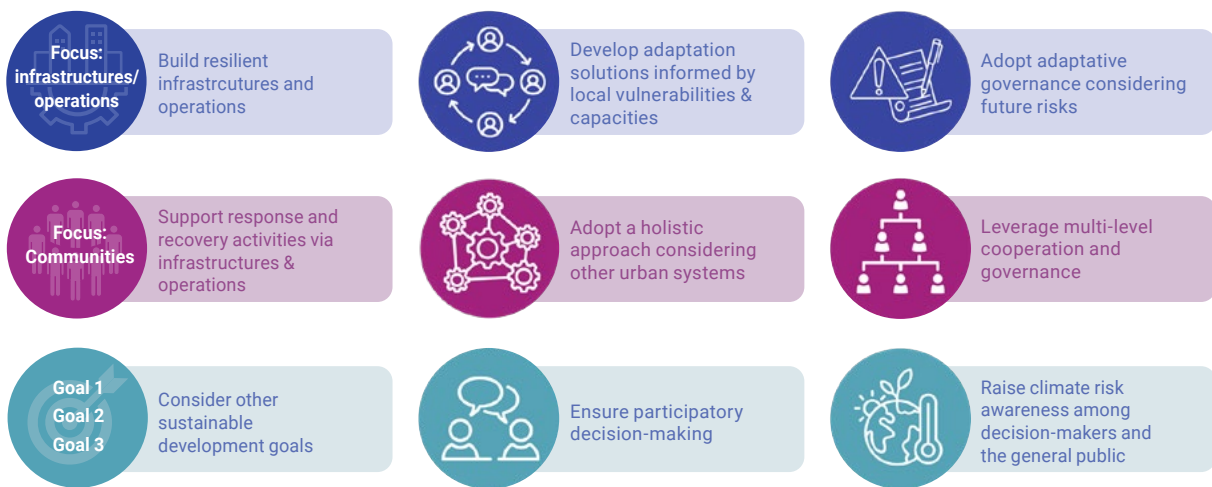 Focus:
infrastructures/
operations
Build resilient
infrastrcutures and
operations
Develop adaptation
solutions informed by
local vulnerabilities &
capacities
Adopt adaptative
governance considering
future risks
Focus:
Communities
Support response and
recovery activities via
infrastructures &
operations
Adopt a holistic
approach considering
other urban systems
Leverage multi-level
cooperation and
governance
Goal 1
Goal 2
Goal 3
Consider other
sustainable
development goals
Ensure participatory
decision-making
Raise climate risk
awareness among
decision-makers and
the general public